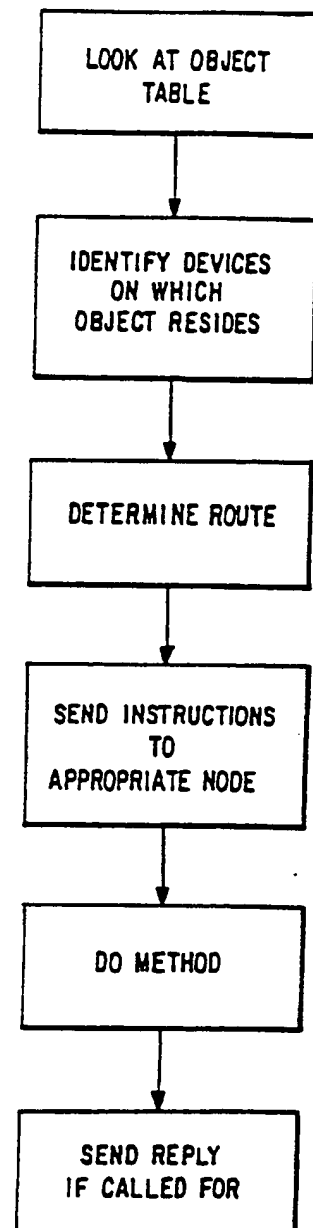 LOOK AT OBJECT
TABLE
IDENTIFY DEVICES
ON WHICH
OBJECT RESIDES
DETERMINE ROUTE
SEND INSTRUCTIONS
TO
APPROPRIATE NODE
DO METHOD
SEND REPLY
IF CALLED FOR